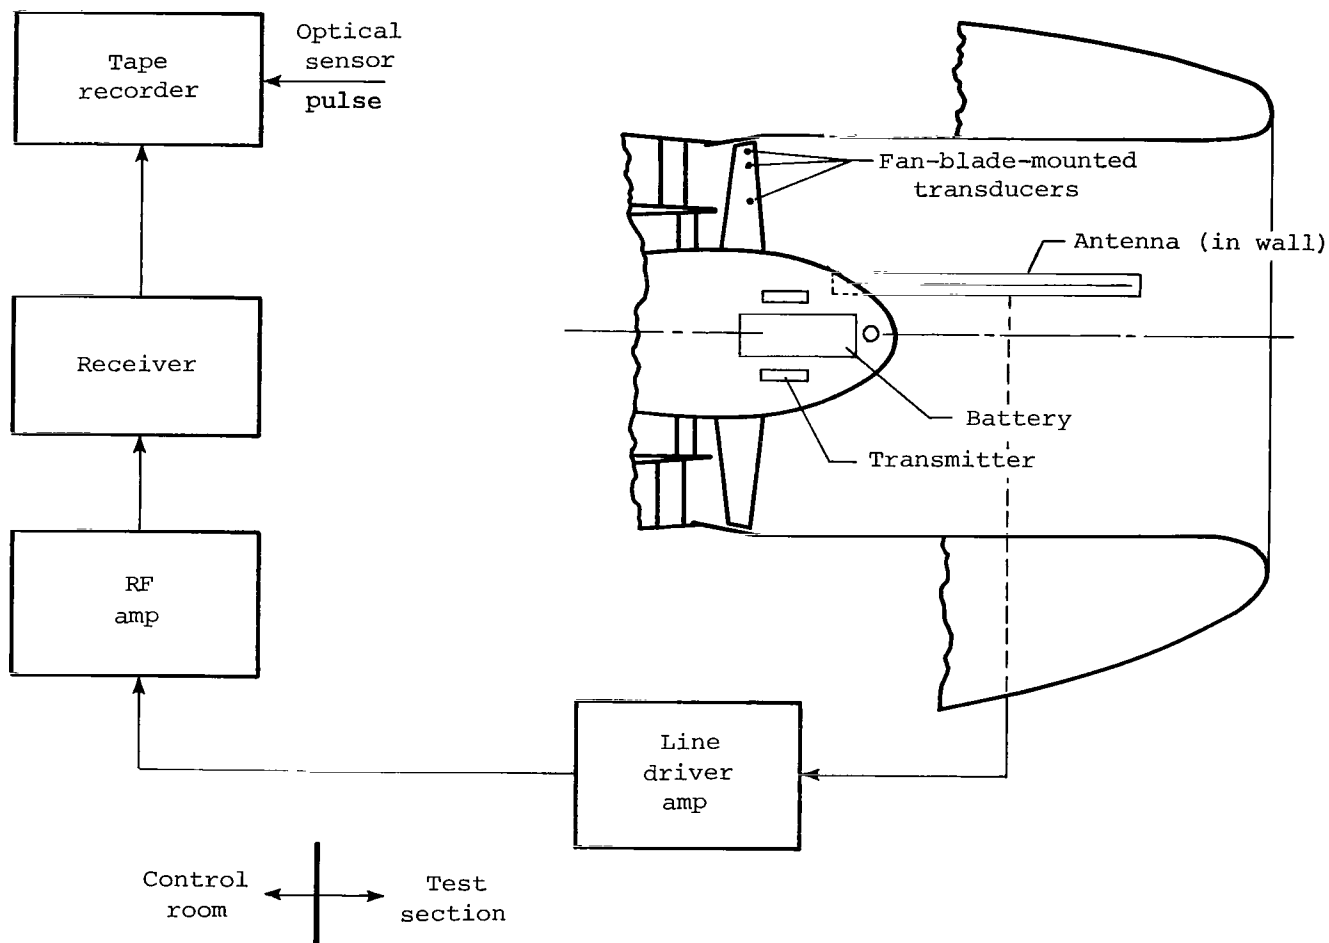 Tape
recorder
Optical
sensor
pulse
Fan-blade-mounted
transducers
Antenna (in wall)
Receiver
Battery
Transmitter
RF
amp
Line
driver
amp
Control
room
Test
section